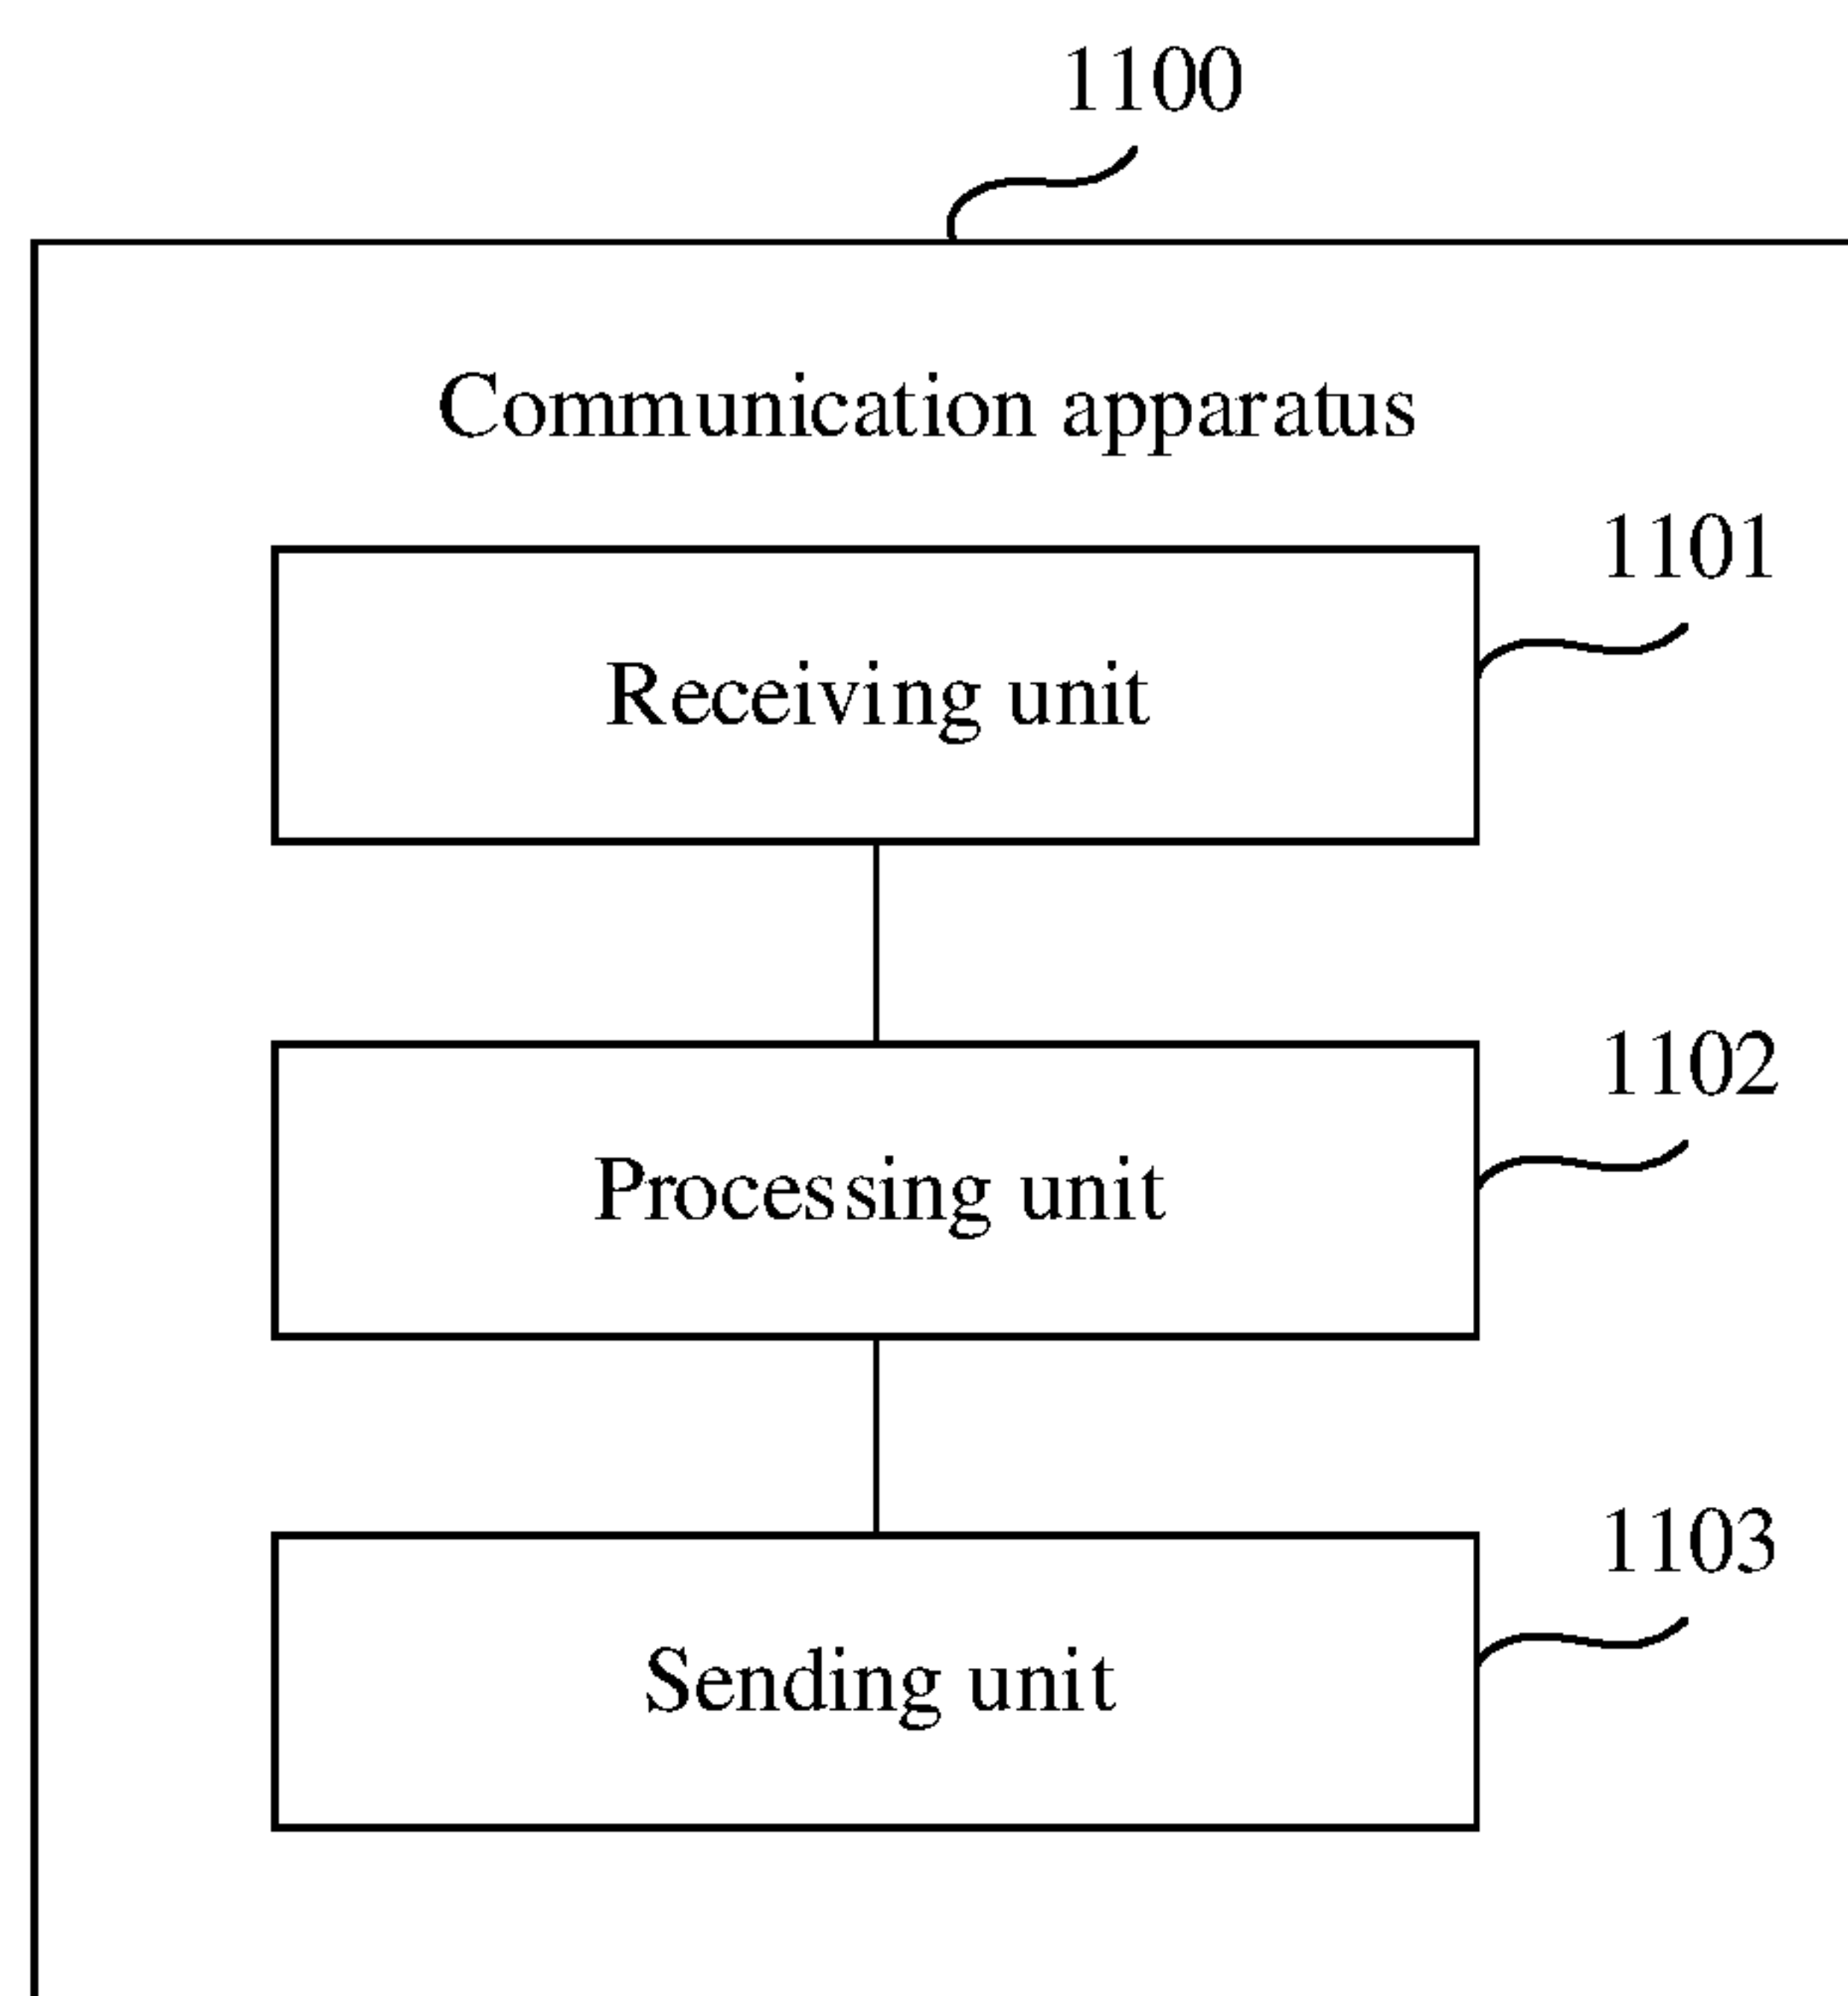 1100
Communication apparatus
1101
Receiving unit
1102
Processing unit
1103
Sending unit